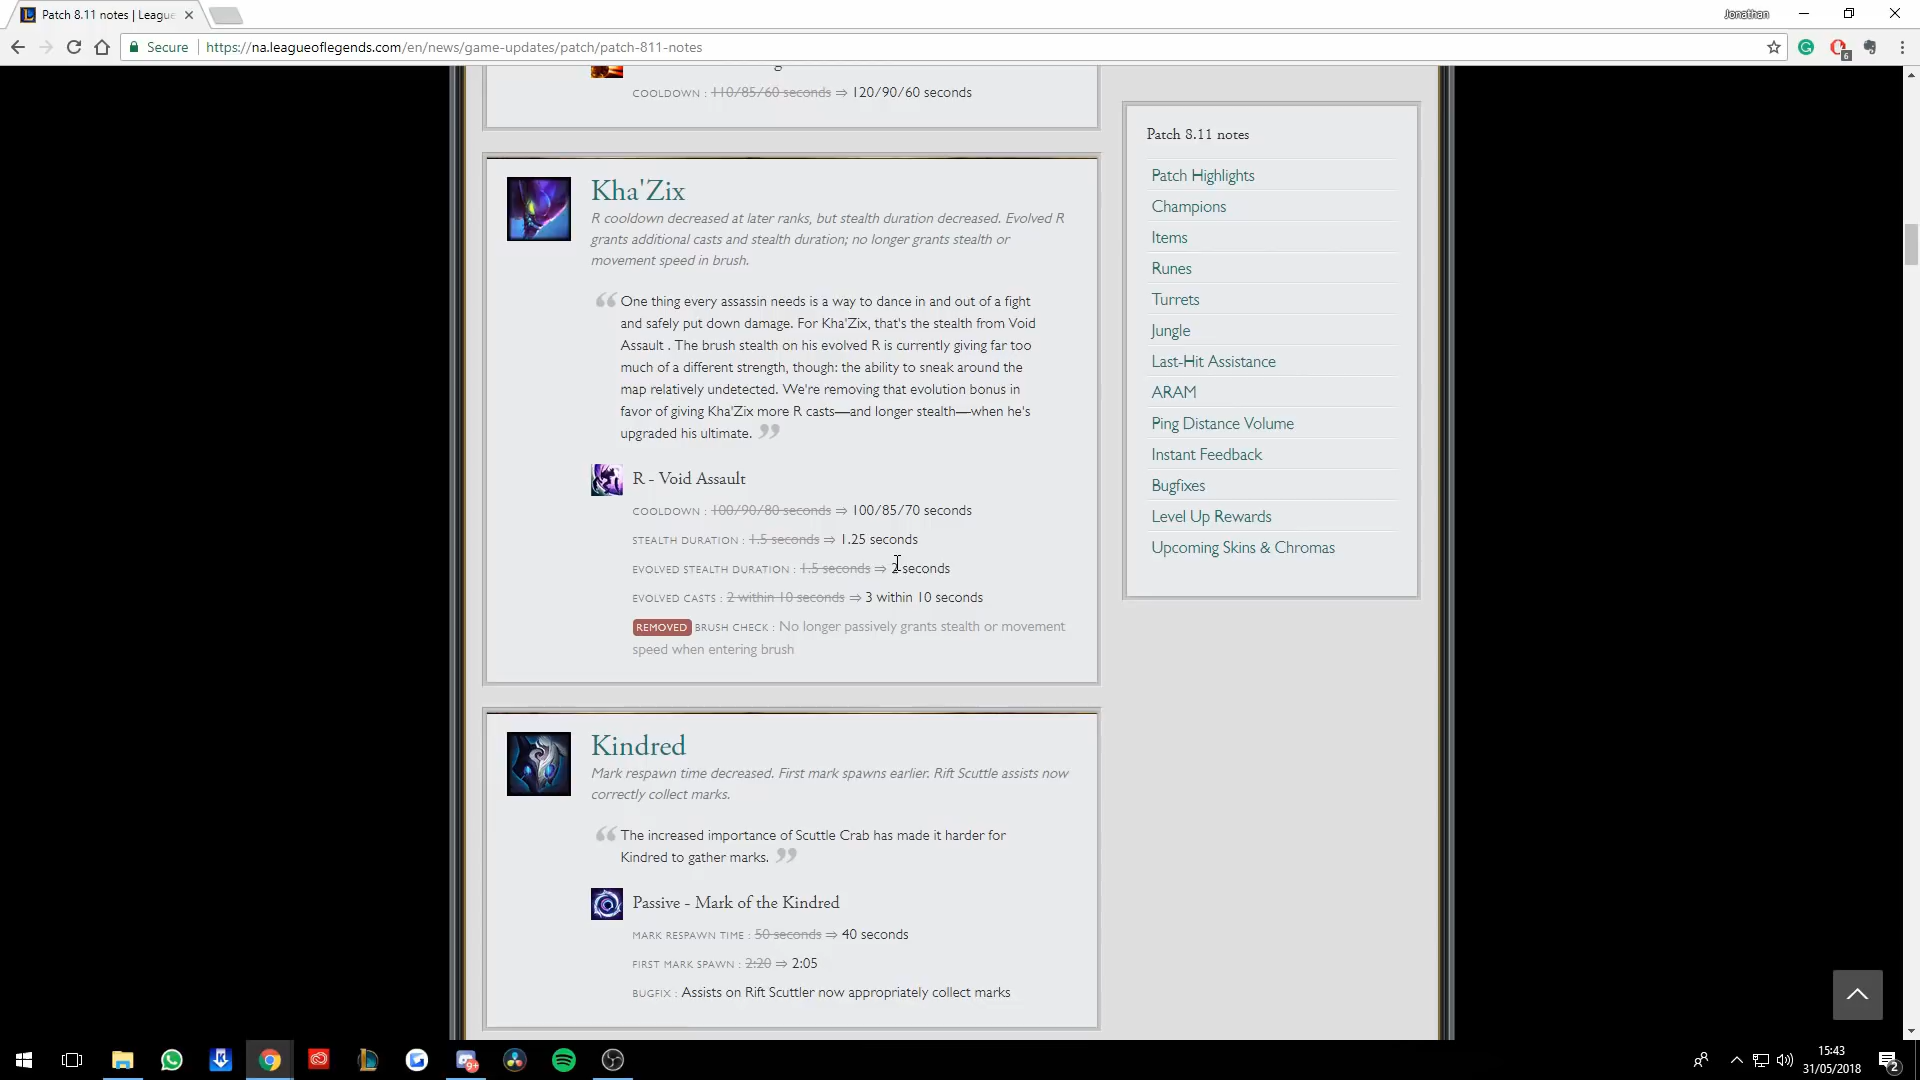 Patch 8.11 notes | Leagu
Jonathan
Secure
https://na.leagueoflegends.com/en/news/game-updates/patch/patch-811-notes
6
COOLDOWN : 110/85/60 seconds ⇒ 120/90/60 seconds
Kha'Zix
R cooldown decreased at later ranks, but stealth duration decreased. Evolved R
grants additional casts and stealth duration; no longer grants stealth or
movement speed in brush.
“ One thing every assassin needs is a way to dance in and out of a fight
and safely put down damage. For Kha'Zix, that's the stealth from Void
Assault . The brush stealth on his evolved R is currently giving far too
much of a different strength, though: the ability to sneak around the
map relatively undetected. We're removing that evolution bonus in
favor of giving Kha'Zix more R casts—and longer stealth—when he's
upgraded his ultimate. ”
R - Void Assault
COOLDOWN : 100/90/80 seconds ⇒ 100/85/70 seconds
STEALTH DURATION : 1.5 seconds ⇒ 1.25 seconds
EVOLVED STEALTH DURATION : 1.5 seconds ⇒ 2 seconds
EVOLVED CASTS : 2 within 10 seconds ⇒ 3 within 10 seconds
REMOVED BRUSH CHECK : No longer passively grants stealth or movement
speed when entering brush
Kindred
Mark respawn time decreased. First mark spawns earlier. Rift Scuttle assists now
correctly collect marks.
“ The increased importance of Scuttle Crab has made it harder for
Kindred to gather marks. ”
Passive - Mark of the Kindred
MARK RESPAWN TIME : 50 seconds ⇒ 40 seconds
FIRST MARK SPAWN : 2:20 ⇒ 2:05
BUGFIX : Assists on Rift Scuttler now appropriately collect marks
Patch 8.11 notes
Patch Highlights
Champions
Items
Runes
Turrets
Jungle
Last-Hit Assistance
ARAM
Ping Distance Volume
Instant Feedback
Bugfixes
Level Up Rewards
Upcoming Skins & Chromas
9+
15:43
31/05/2018
2